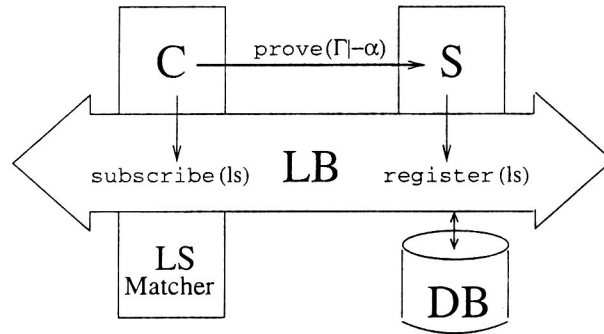 C
prove(Γ|−α)
S
subscribe(ls)
LB
register(ls)
LS
Matcher
DB